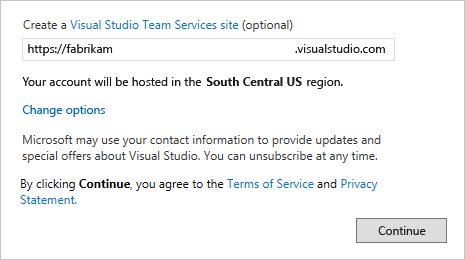 Create a Visual Studio Team Services site (optional)
https://fabrikam .visualstudio.com
Your account will be hosted in the South Central US region.
Change options
Microsoft may use your contact information to provide updates and
special offers about Visual Studio. You can unsubscribe at any time.
By clicking Continue, you agree to the Terms of Service and Privacy
Statement.
Continue